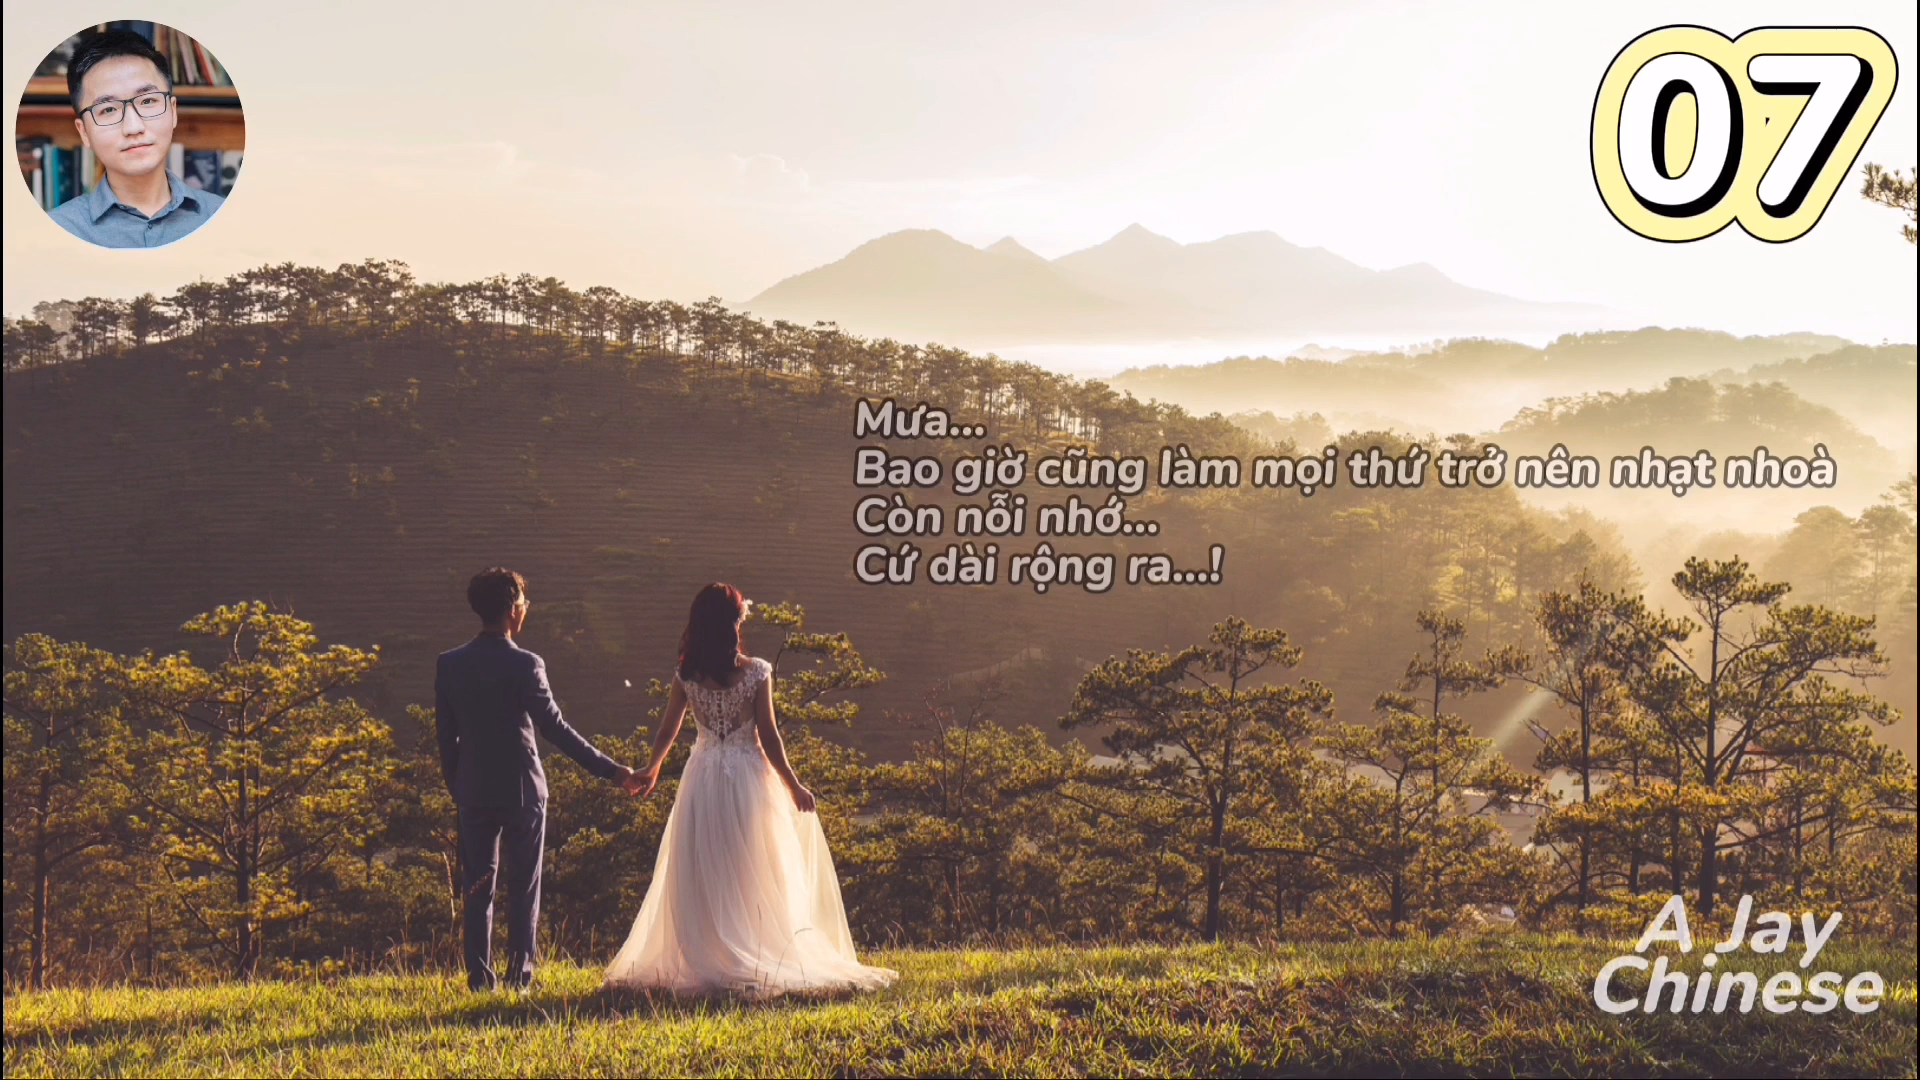 07
Mưa...
Bao giờ cũng làm mọi thứ trở nên nhạt nhoà
Còn nỗi nhớ...
Cứ dài rộng ra...!
A Jay
Chinese